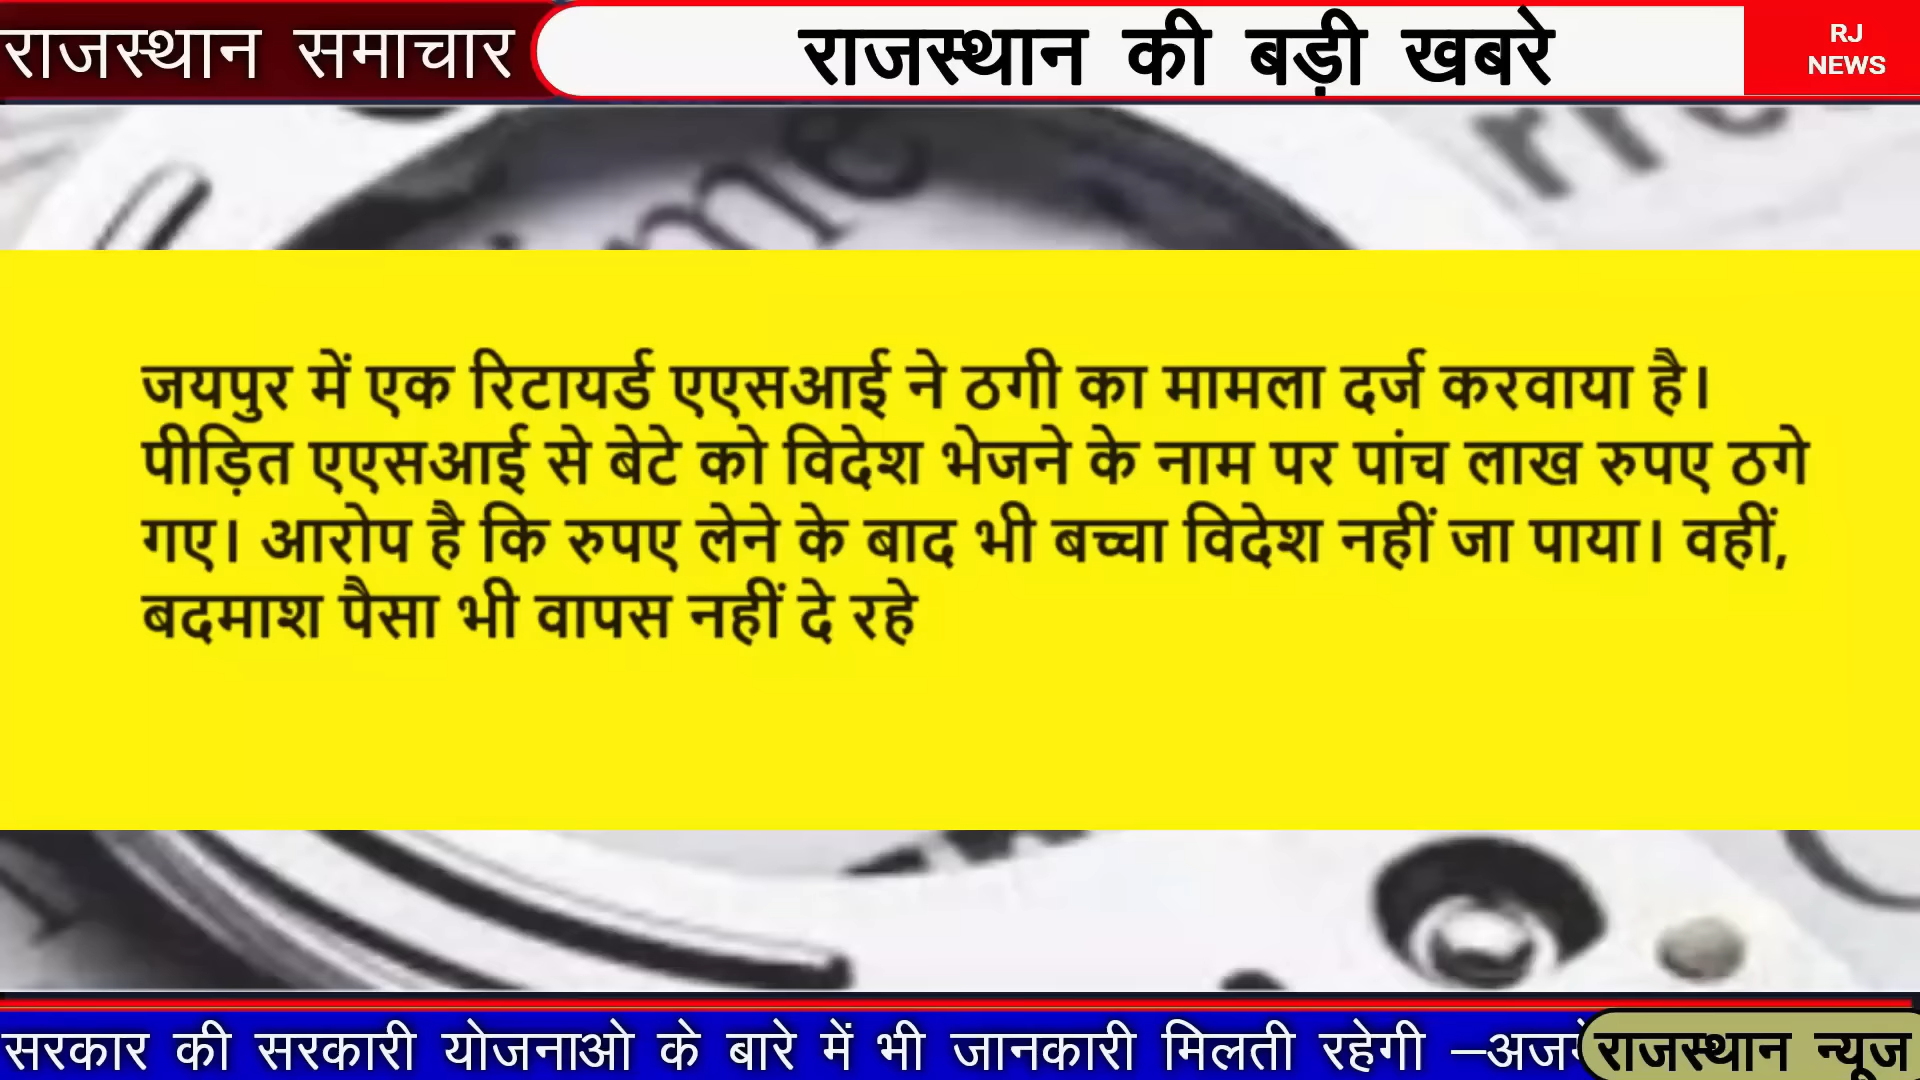 राजस्थान समाचार
राजस्थान की बड़ी खबरे
RJ
NEWS
me
जयपुर में एक रिटायर्ड एएसआई ने ठगी का मामला दर्ज करवाया है।
पीड़ित एएसआई से बेटे को विदेश भेजने के नाम पर पांच लाख रुपए ठगे
गए। आरोप है कि रुपए लेने के बाद भी बच्चा विदेश नहीं जा पाया। वहीं,
बदमाश पैसा भी वापस नहीं दे रहे
सरकार की सरकारी योजनाओ के बारे में भी जानकारी मिलती रहेगी –
राजस्थान न्यूज